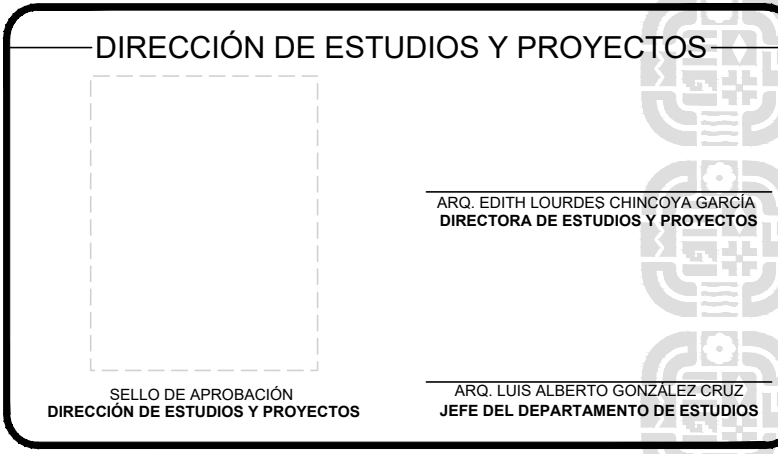 DIRECCIÓN DE ESTUDIOS Y PROYECTOS
ARQ. EDITH LOURDES CHINCOYA GARCÍA
DIRECTORA DE ESTUDIOS Y PROYECTOS
SELLO DE APROBACIÓN
DIRECCIÓN DE ESTUDIOS Y PROYECTOS
ARQ. LUIS ALBERTO GONZÁLEZ CRUZ
JEFE DEL DEPARTAMENTO DE ESTUDIOS